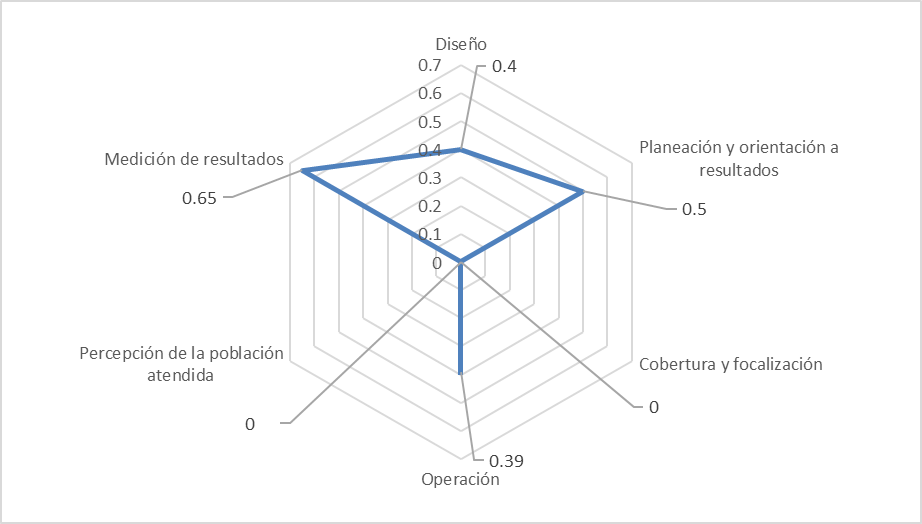 Diseño
0.4
0.7
0.6
0.5
0.4
0.3
0.2
0.1
0
Planeación y orientación a
resultados
0.5
Cobertura y focalización
0
Operación
0.39
Percepción de la población
atendida
0
Medición de resultados
0.65